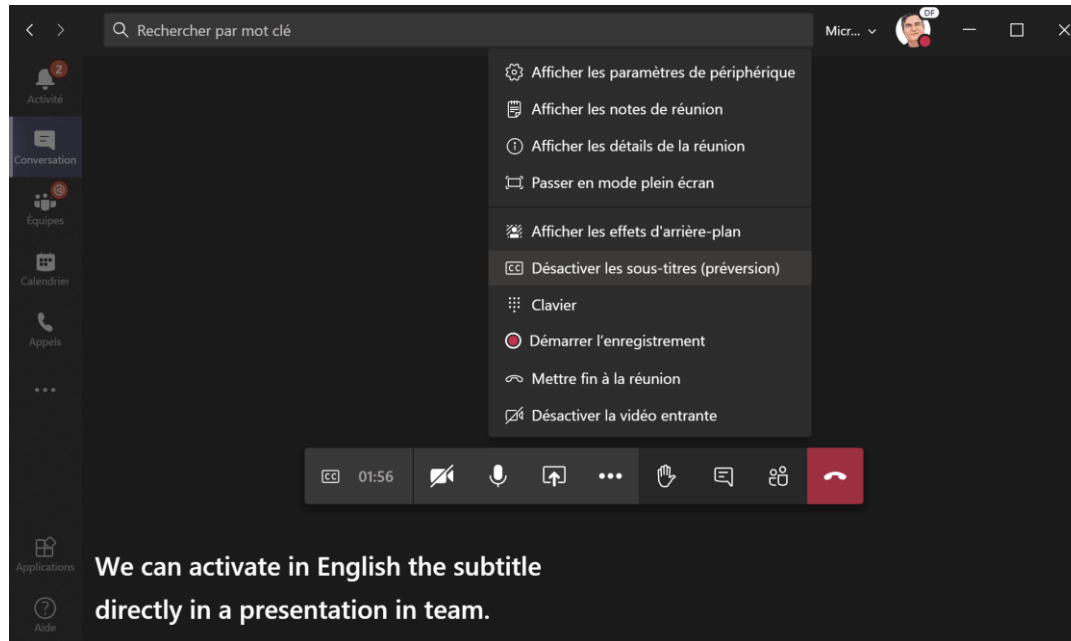 Rechercher par mot clé
Micr...
DF
2
Activité
Conversation
@
Équipes
Calendrier
Appels
Applications
Aide
Afficher les paramètres de périphérique
Afficher les notes de réunion
Afficher les détails de la réunion
Passer en mode plein écran
Afficher les effets d'arrière-plan
CC Désactiver les sous-titres (préversion)
Clavier
Démarrer l'enregistrement
Mettre fin à la réunion
Désactiver la vidéo entrante
CC 01:56
We can activate in English the subtitle
directly in a presentation in team.